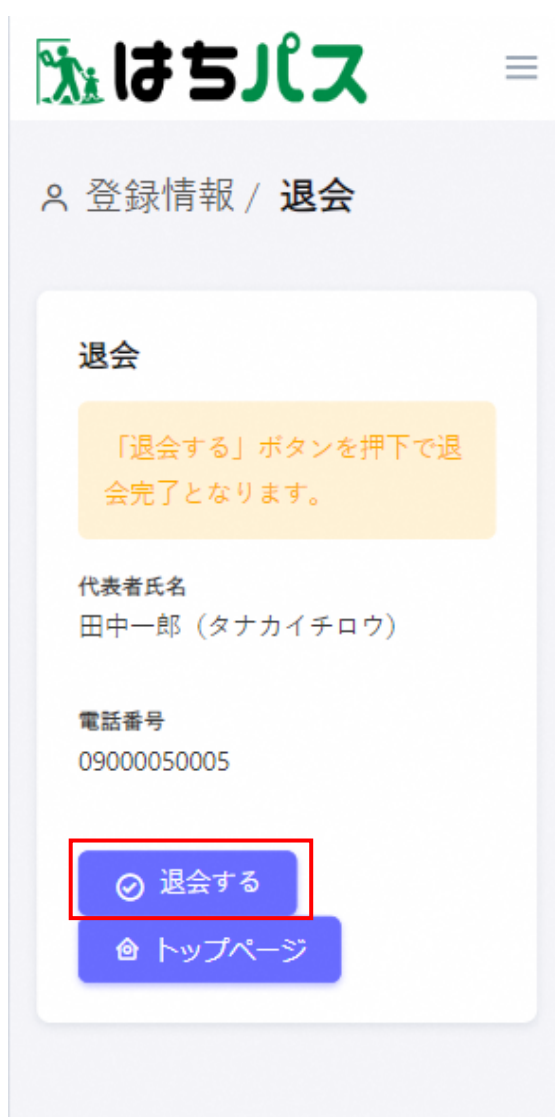 はちパス
登録情報 / 退会
退会
「退会する」ボタンを押下で退
会完了となります。
代表者氏名
田中一郎（タナカイチロウ）
電話番号
09000050005
退会する
トップページ